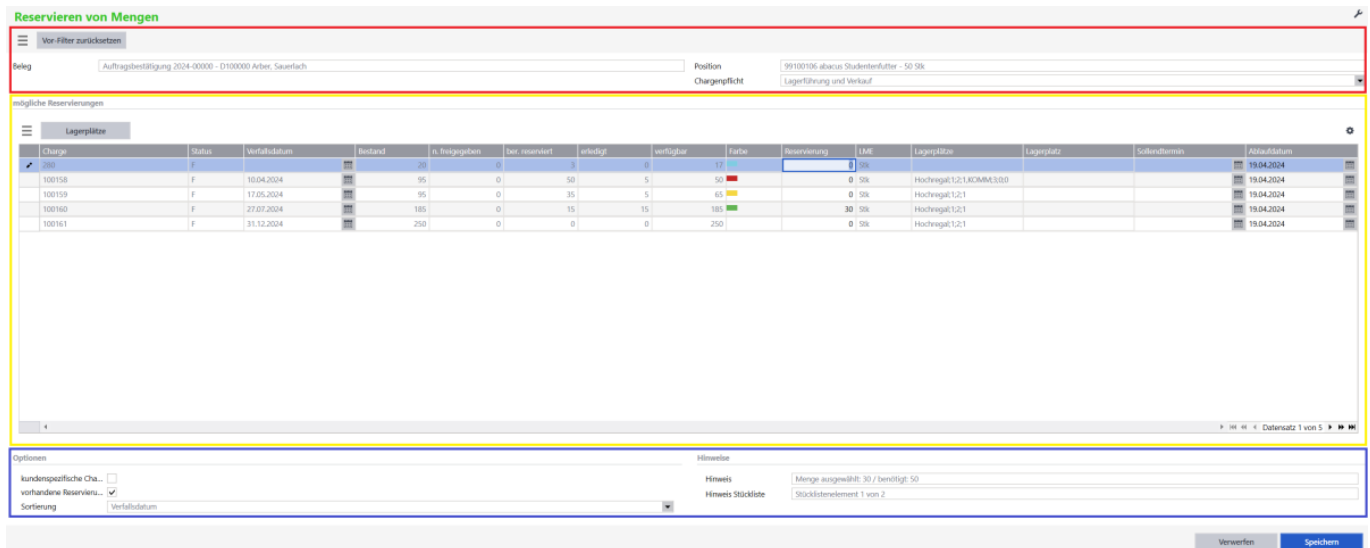 Reservieren von Mengen
Vor-Filter zurücksetzen
Beleg Auftragsbestätigung 2024-00000 - D100000 Arber, Sauerlach Position 99100106 abacus Studentenfutter - 50 Stk
Chargenpflicht Lagerführung und Verkauf
mögliche Reservierungen
Lagerplätze
Charge Status Verfallsdatum Bestand n. freigegeben ber. reserviert erledigt verfügbar Farbe Reservierung LME Lagerplätze Lagerplatz Sollendtermin Ablaufdatum
280 F 20 0 3 0 17 0 Stk 19.04.2024
100158 F 10.04.2024 95 0 50 5 50 0 Stk Hochregal;1;2;1,KOMM;3;0;0 19.04.2024
100159 F 17.05.2024 95 0 35 5 65 0 Stk Hochregal;1;2;1 19.04.2024
100160 F 27.07.2024 185 0 15 15 185 30 Stk Hochregal;1;2;1 19.04.2024
100161 F 31.12.2024 250 0 0 0 250 0 Stk Hochregal;1;2;1 19.04.2024
Datensatz 1 von 5
Optionen Hinweise
kundenspezifische Cha... Hinweis Menge ausgewählt: 30 / benötigt: 50
vorhandene Reservieru... Hinweis Stückliste Stücklistenelement 1 von 2
Sortierung Verfallsdatum
Verwerfen Speichern